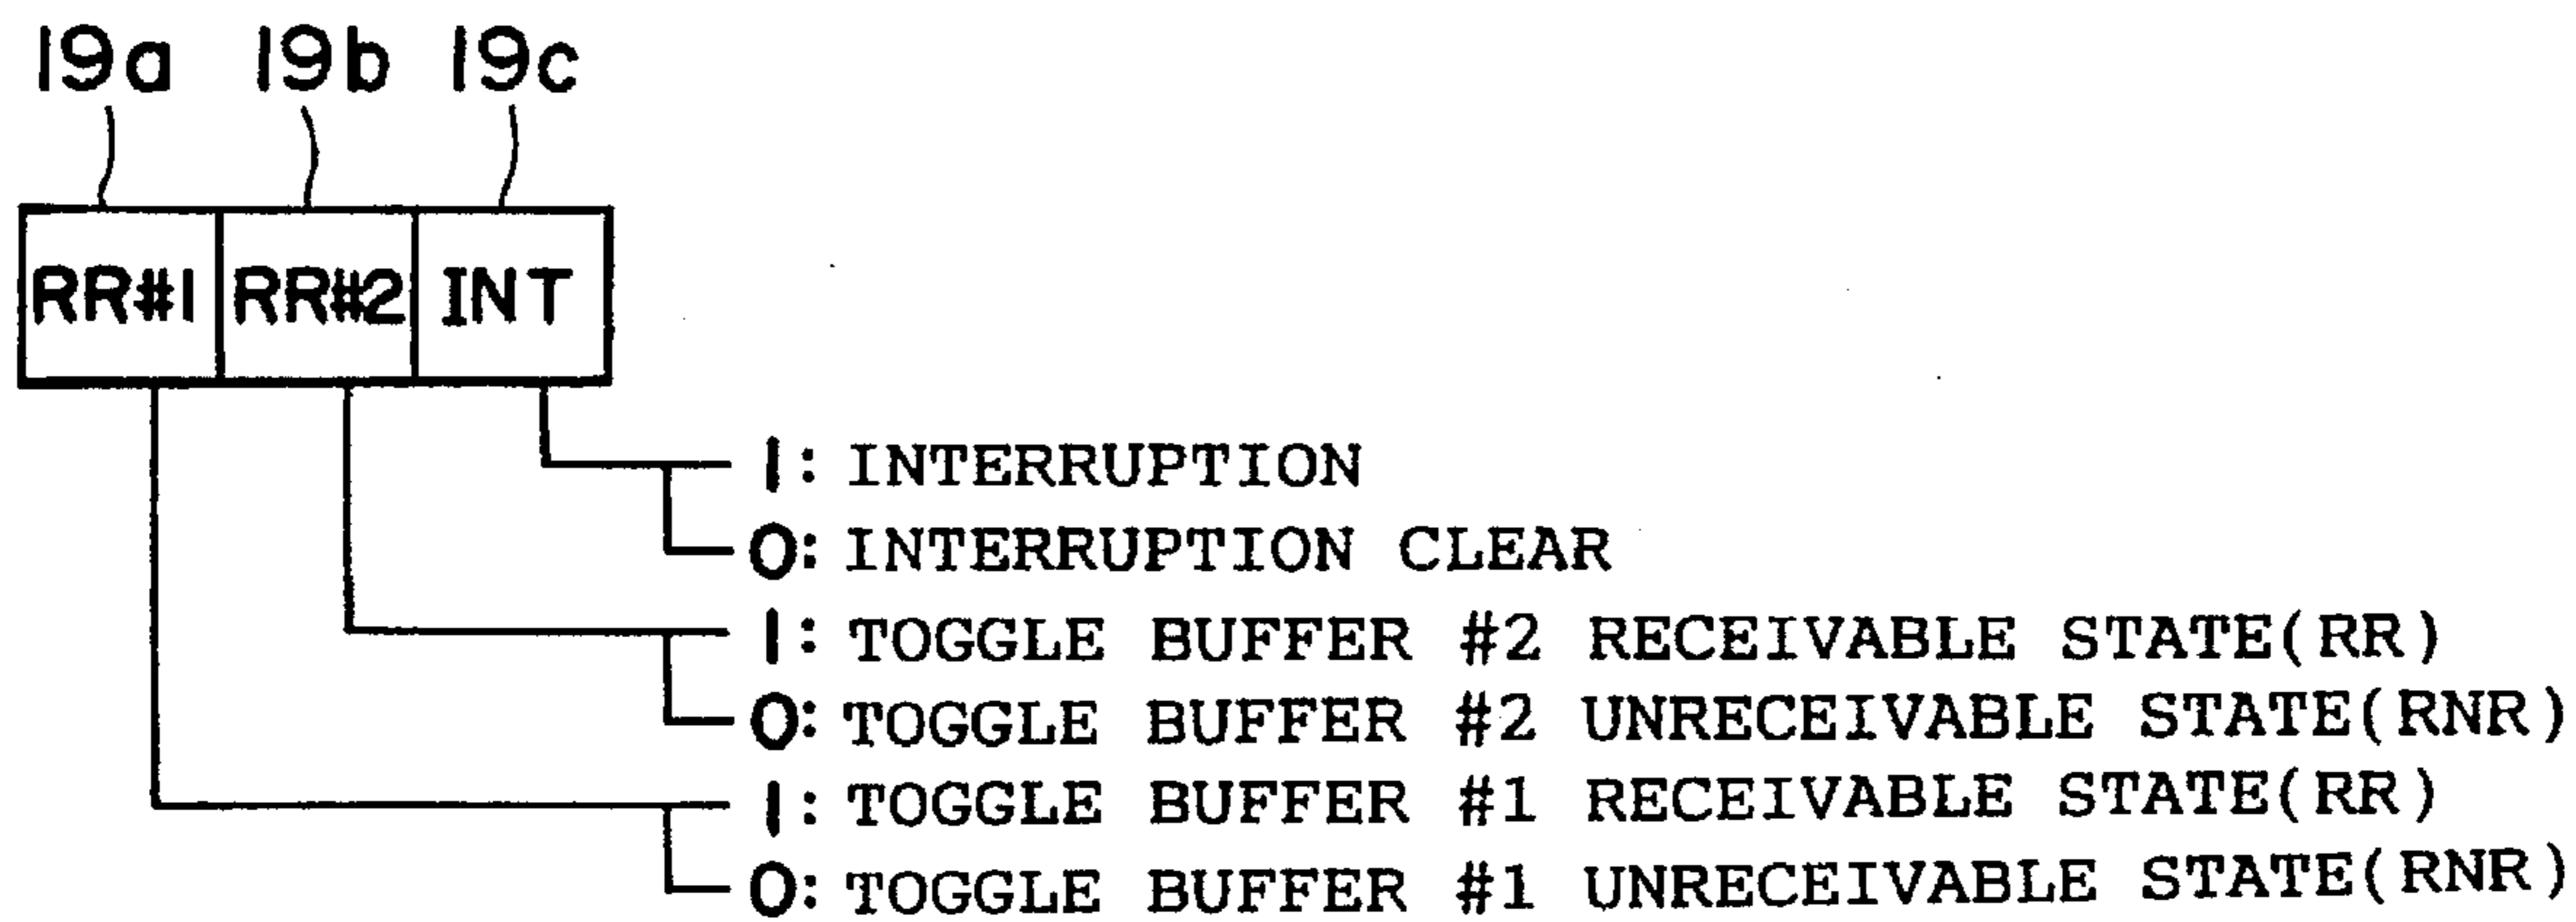 19a 19b 19c
RR#1 RR#2 INT
1: INTERRUPTION
0: INTERRUPTION CLEAR
1: TOGGLE BUFFER #2 RECEIVABLE STATE(RR)
0: TOGGLE BUFFER #2 UNRECEIVABLE STATE(RNR)
1: TOGGLE BUFFER #1 RECEIVABLE STATE(RR)
0: TOGGLE BUFFER #1 UNRECEIVABLE STATE(RNR)